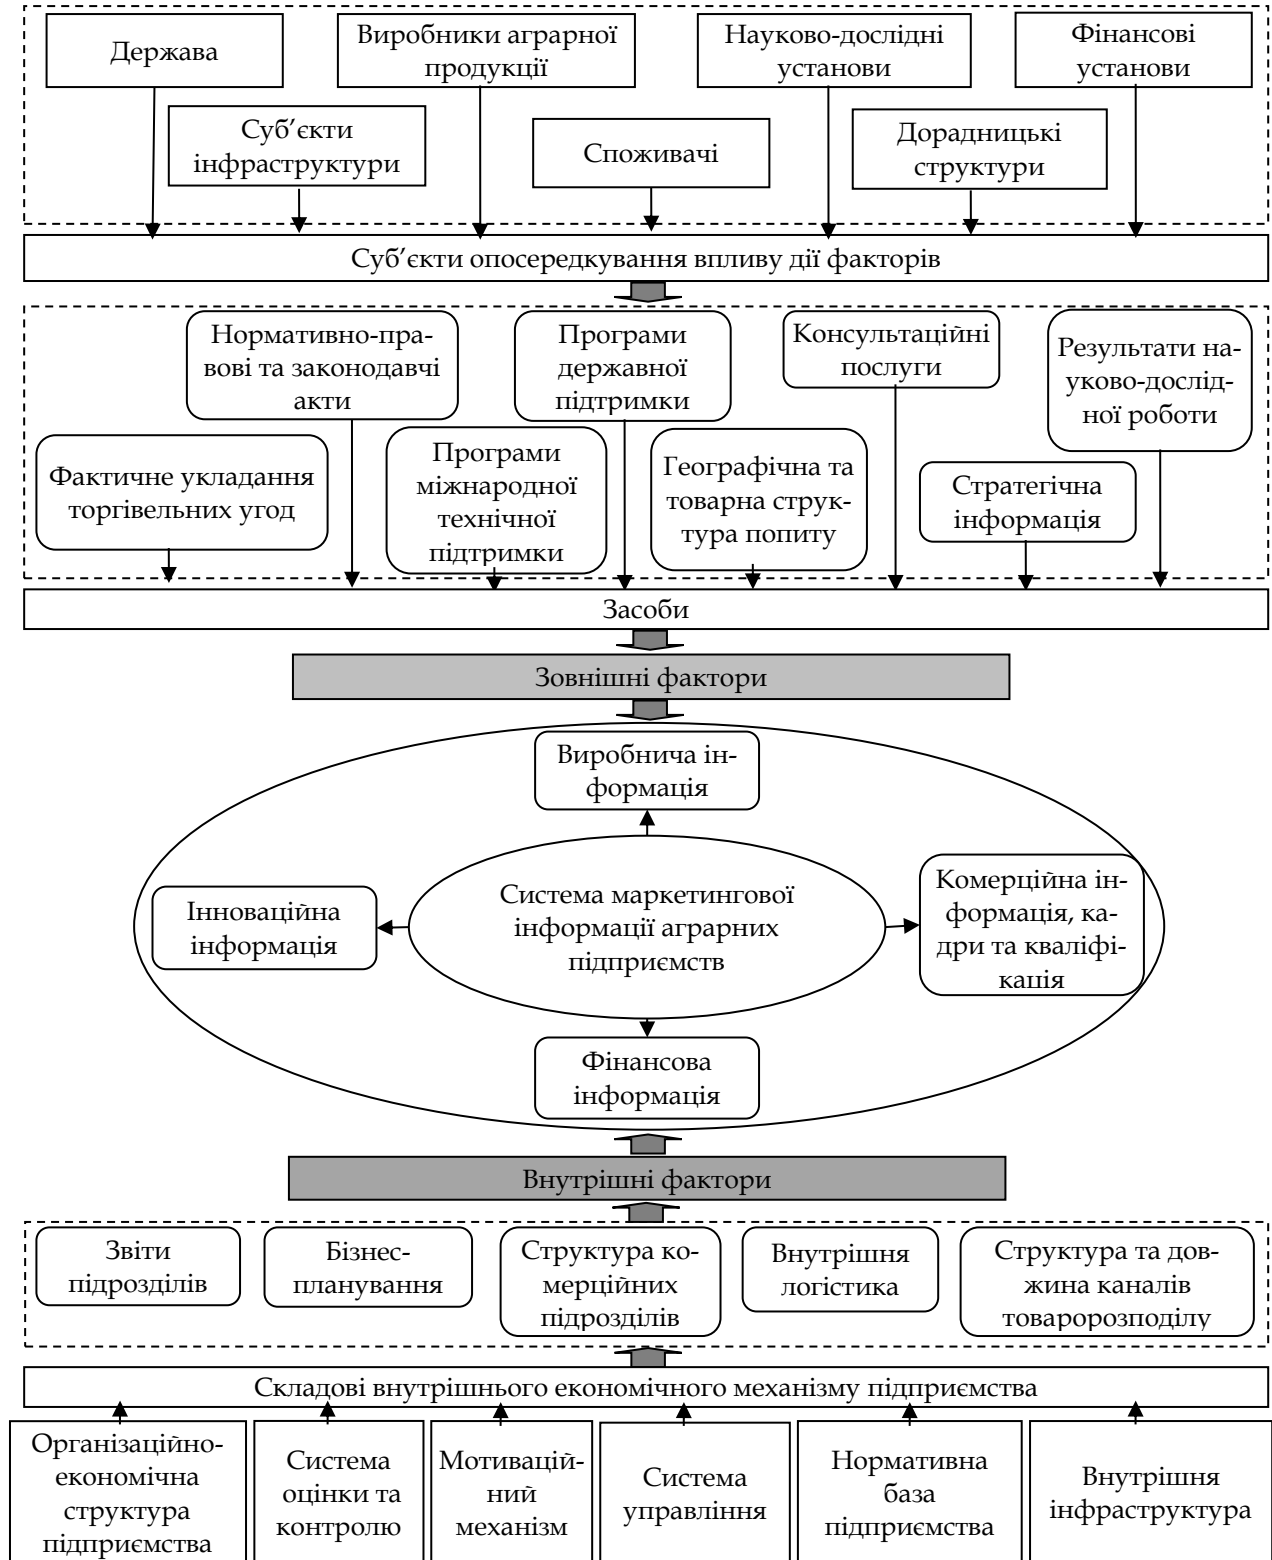 Держава
Виробники аграрної
продукції
Науково-дослідні
установи
Фінансові
установи
Суб’єкти
інфраструктури
Споживачі
Дорадницькі
структури
Суб’єкти опосередкування впливу дії факторів
Нормативно-пра-
вові та законодавчі
акти
Програми
державної
підтримки
Консультаційні
послуги
Результати на-
уково-дослід-
ної роботи
Фактичне укладання
торгівельних угод
Програми
міжнародної
технічної
підтримки
Географічна та
товарна струк-
тура попиту
Стратегічна
інформація
Засоби
Зовнішні фактори
Виробнича ін-
формація
Інноваційна
інформація
Система маркетингової
інформації аграрних
підприємств
Комерційна ін-
формація, ка-
дри та кваліфі-
кація
Фінансова
інформація
Внутрішні фактори
Звіти
підрозділів
Бізнес-
планування
Структура ко-
мерційних
підрозділів
Внутрішня
логістика
Структура та дов-
жина каналів
товаророзподілу
Складові внутрішнього економічного механізму підприємства
Організаційно-
економічна
структура
підприємства
Система
оцінки та
контролю
Мотивацій-
ний
механізм
Система
управління
Нормативна
база
підприємства
Внутрішня
інфраструктура